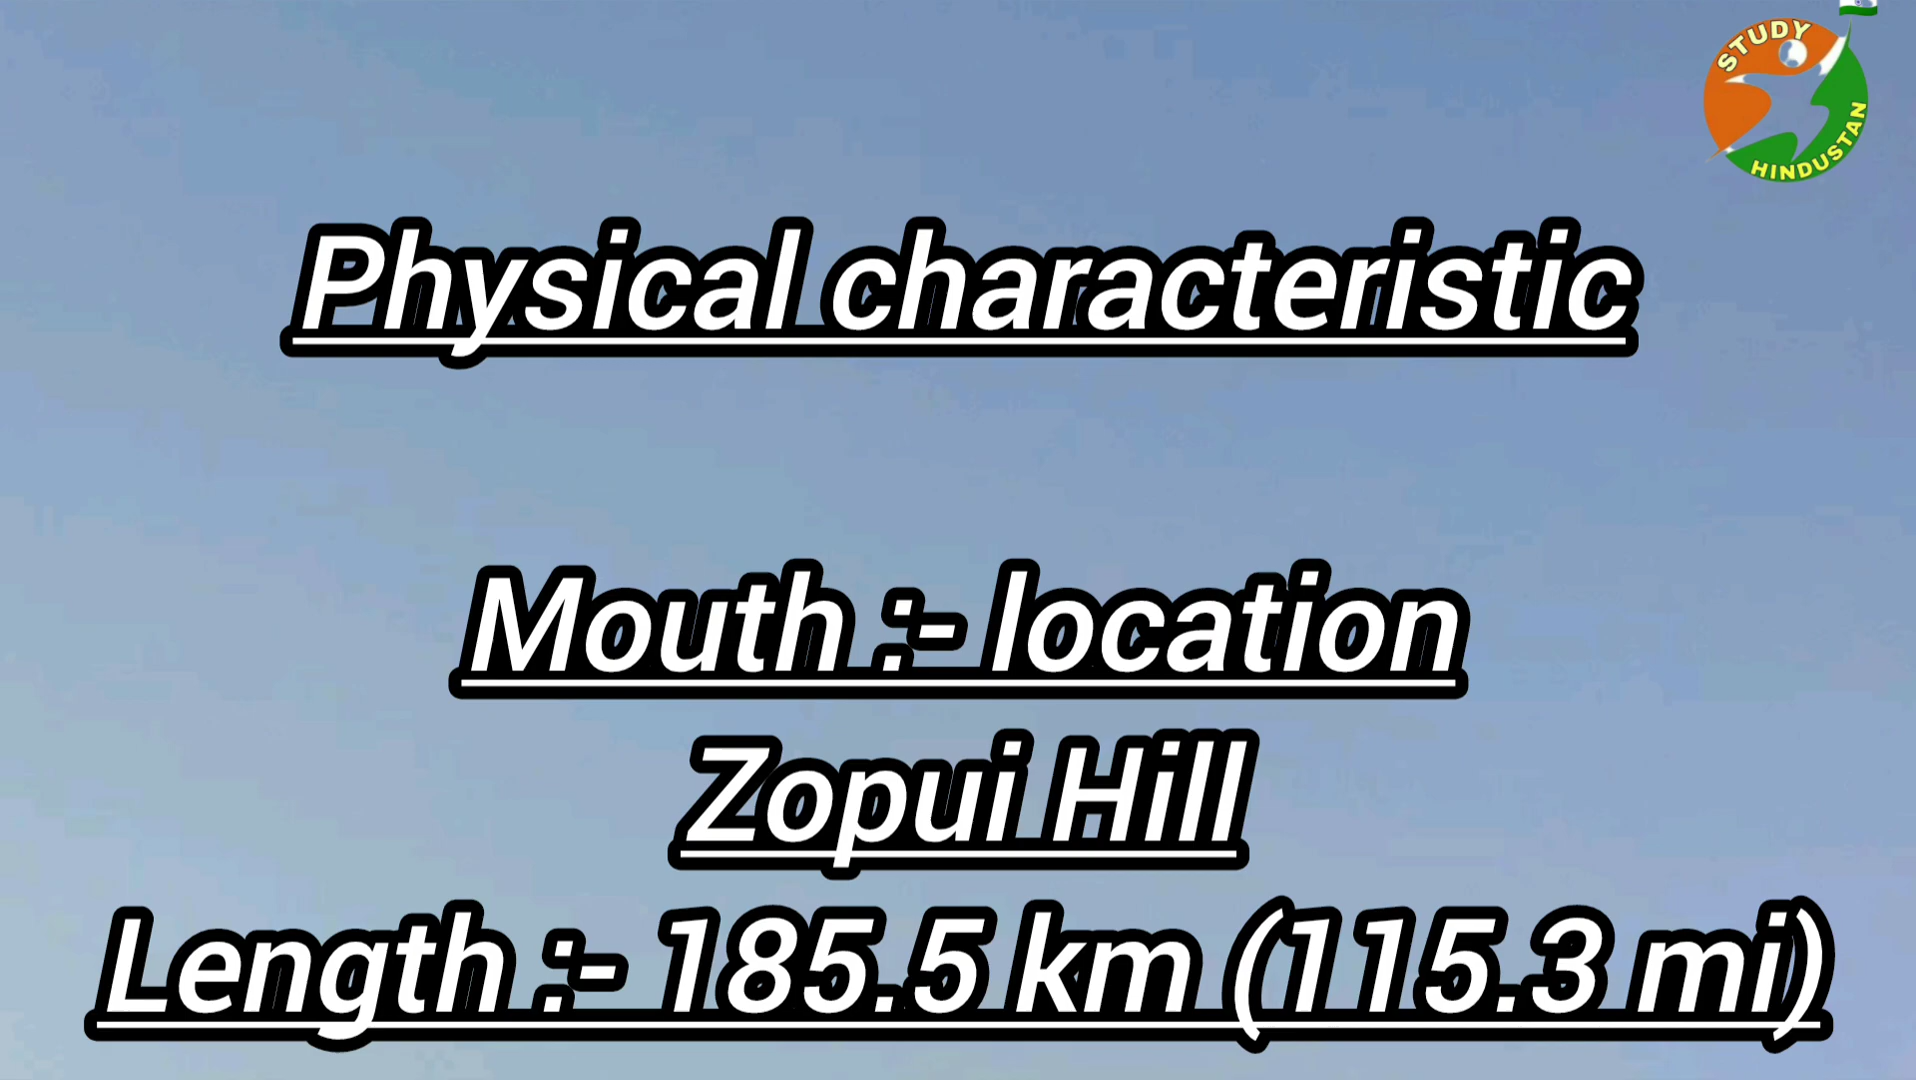 STUDY
HINDUSTAN
Physical characteristic
Mouth :- location
Zopui Hill
Length :- 185.5 km (115.3 mi)